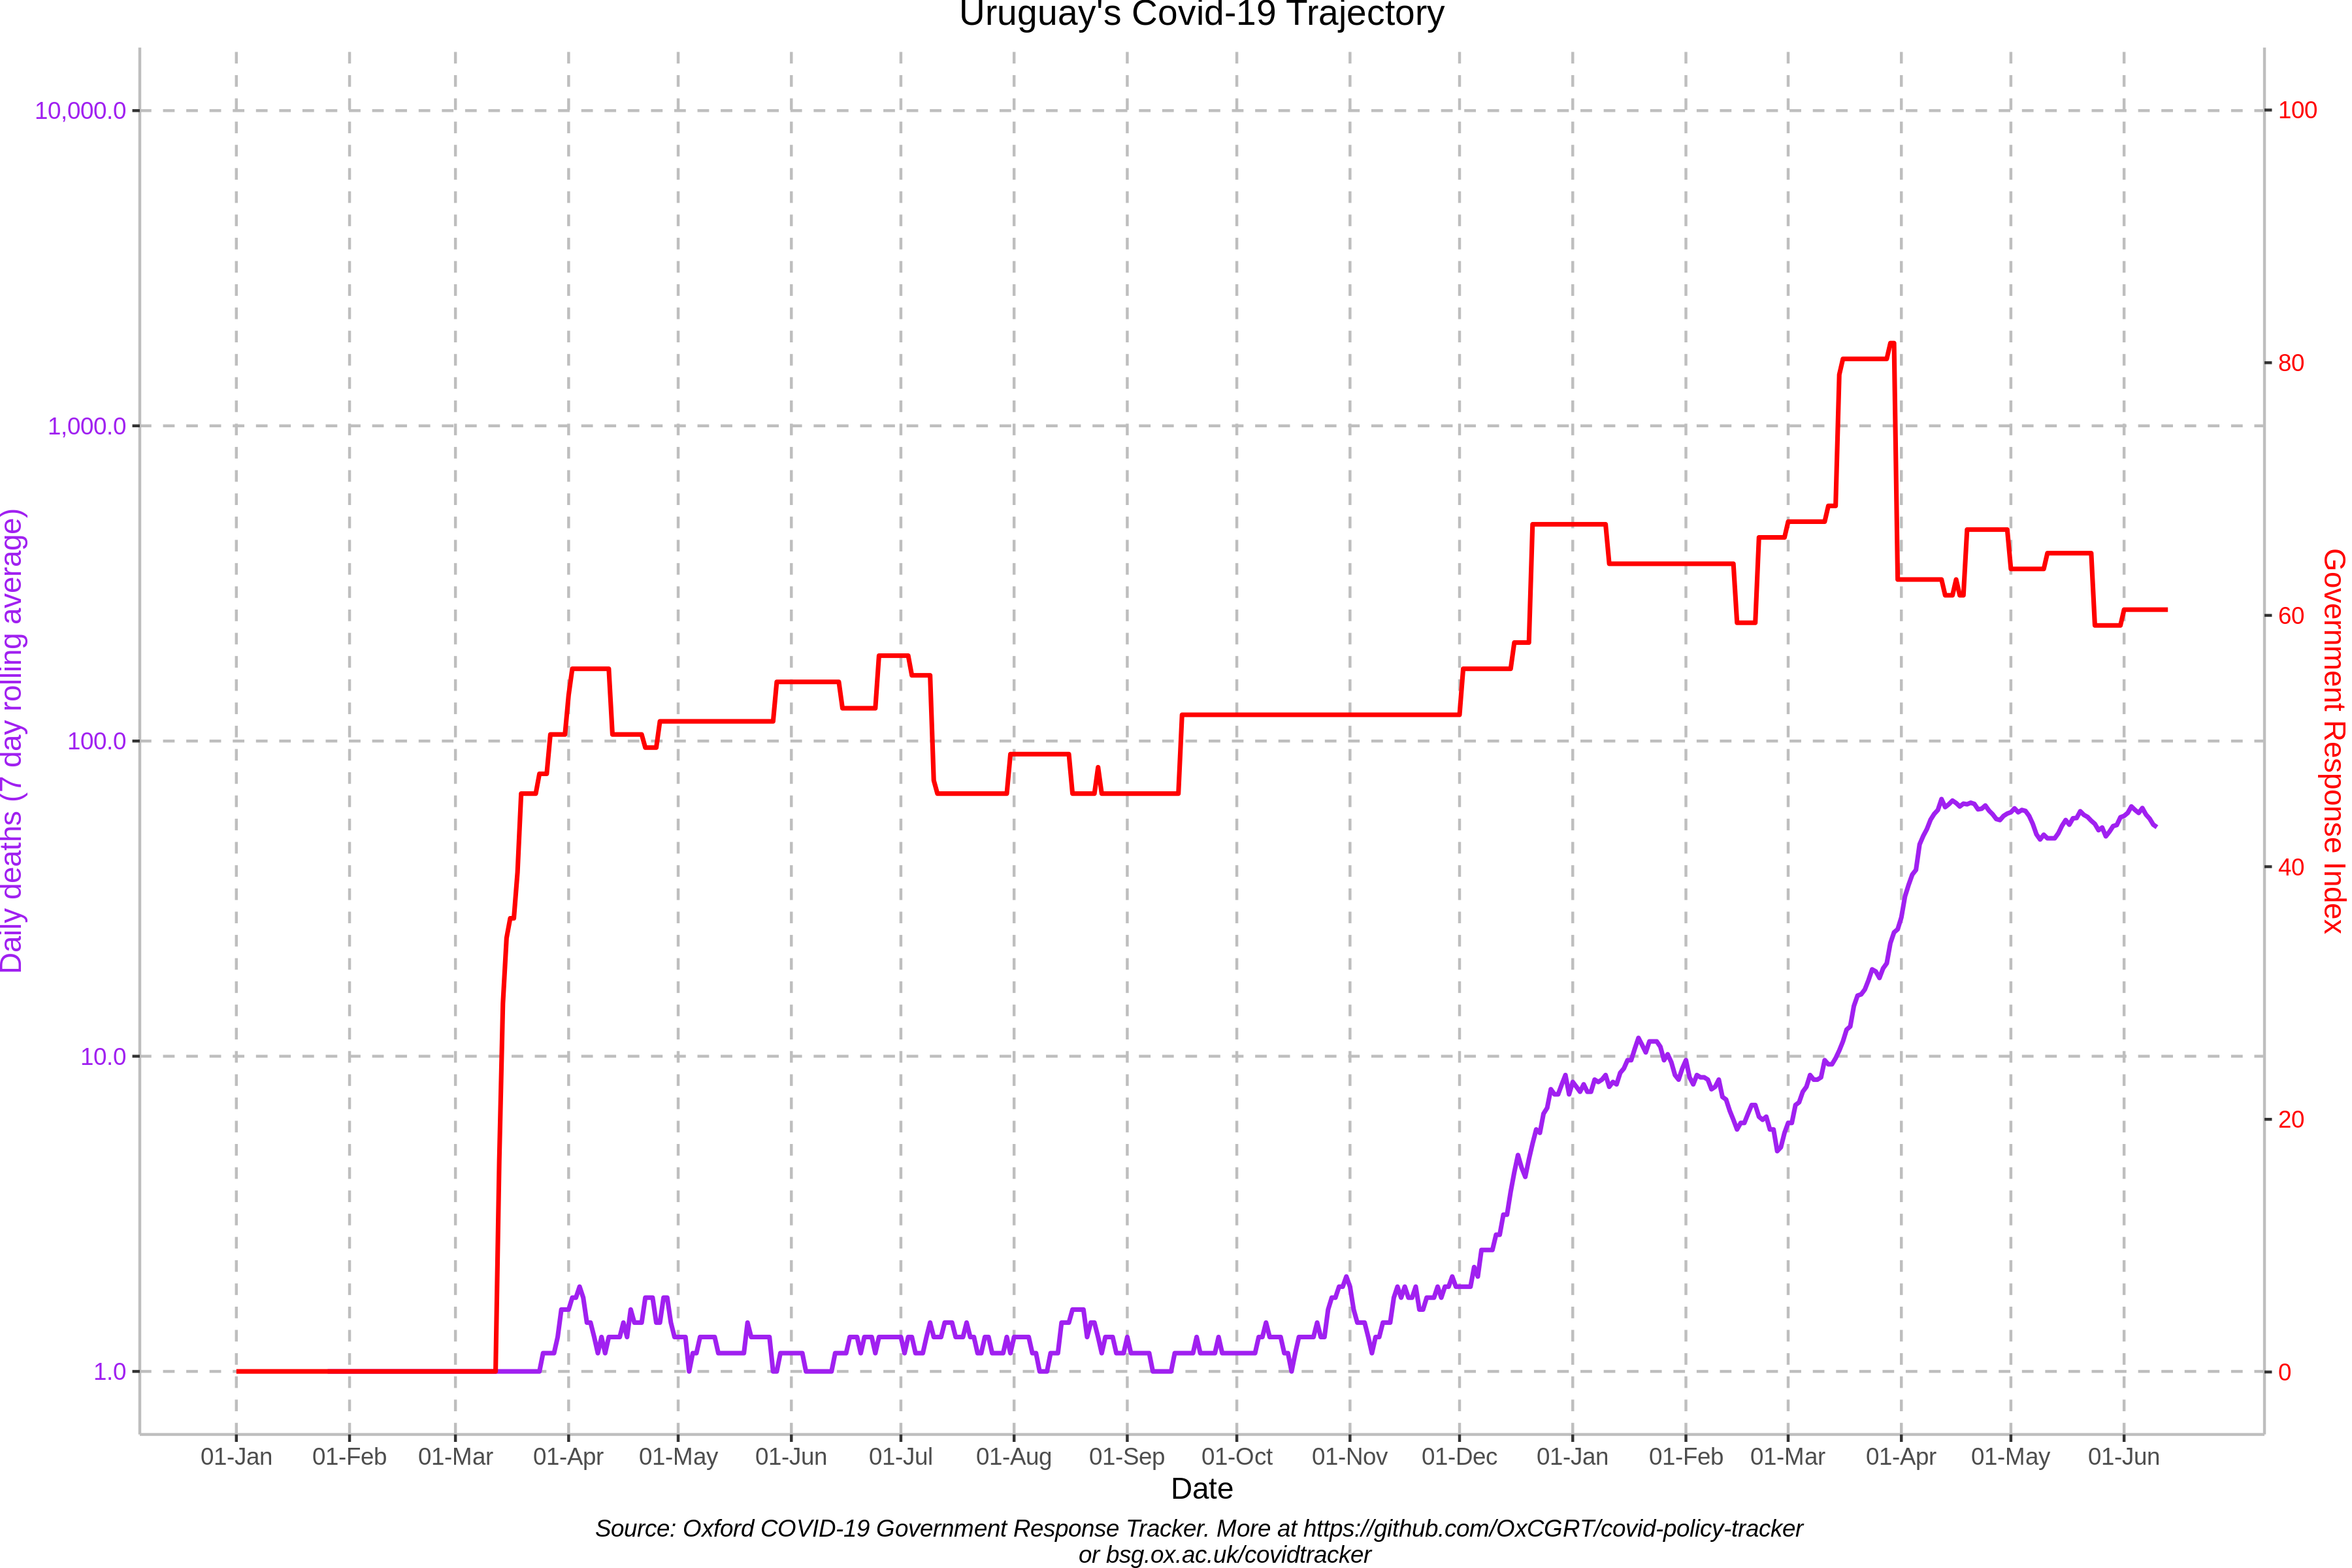 Uruguay's Covid-19 Trajectory
10,000.0
1,000.0
100.0
10.0
1.0
Daily deaths (7 day rolling average)
100
80
60
40
20
0
Government Response Index
01-Jan 01-Feb 01-Mar 01-Apr 01-May 01-Jun 01-Jul 01-Aug 01-Sep 01-Oct 01-Nov 01-Dec 01-Jan 01-Feb 01-Mar 01-Apr 01-May 01-Jun
Date
Source: Oxford COVID-19 Government Response Tracker. More at https://github.com/OxCGRT/covid-policy-tracker
or bsg.ox.ac.uk/covidtracker